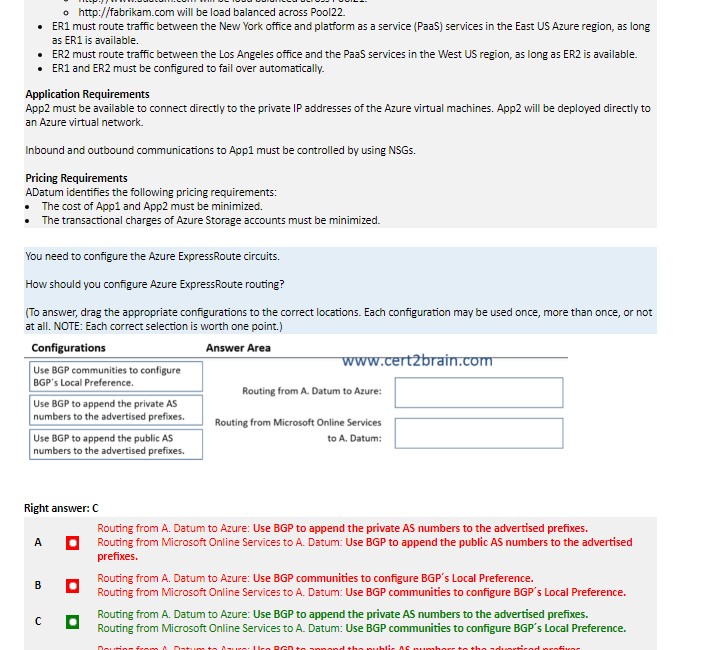 o http://fabrikam.com will be load balanced across Pool22.
• ER1 must route traffic between the New York office and platform as a service (PaaS) services in the East US Azure region, as long
as ER1 is available.
• ER2 must route traffic between the Los Angeles office and the PaaS services in the West US region, as long as ER2 is available.
• ER1 and ER2 must be configured to fail over automatically.
Application Requirements
App2 must be available to connect directly to the private IP addresses of the Azure virtual machines. App2 will be deployed directly to
an Azure virtual network.
Inbound and outbound communications to App1 must be controlled by using NSGs.
Pricing Requirements
ADatum identifies the following pricing requirements:
• The cost of App1 and App2 must be minimized.
• The transactional charges of Azure Storage accounts must be minimized.
You need to configure the Azure ExpressRoute circuits.
How should you configure Azure ExpressRoute routing?
(To answer, drag the appropriate configurations to the correct locations. Each configuration may be used once, more than once, or not
at all. NOTE: Each correct selection is worth one point.)
Configurations
Answer Area
www.cert2brain.com
Use BGP communities to configure
BGP's Local Preference.
Use BGP to append the private AS
numbers to the advertised prefixes.
Use BGP to append the public AS
numbers to the advertised prefixes.
Routing from A. Datum to Azure:
Routing from Microsoft Online Services
to A. Datum:
Right answer: C
A
Routing from A. Datum to Azure: Use BGP to append the private AS numbers to the advertised prefixes.
Routing from Microsoft Online Services to A. Datum: Use BGP to append the public AS numbers to the advertised
prefixes.
B
Routing from A. Datum to Azure: Use BGP communities to configure BGP's Local Preference.
Routing from Microsoft Online Services to A. Datum: Use BGP communities to configure BGP's Local Preference.
C
Routing from A. Datum to Azure: Use BGP to append the private AS numbers to the advertised prefixes.
Routing from Microsoft Online Services to A. Datum: Use BGP communities to configure BGP's Local Preference.
Routing from A. Datum to Azure: Use BGP to append the public AS numbers to the advertised prefixes.